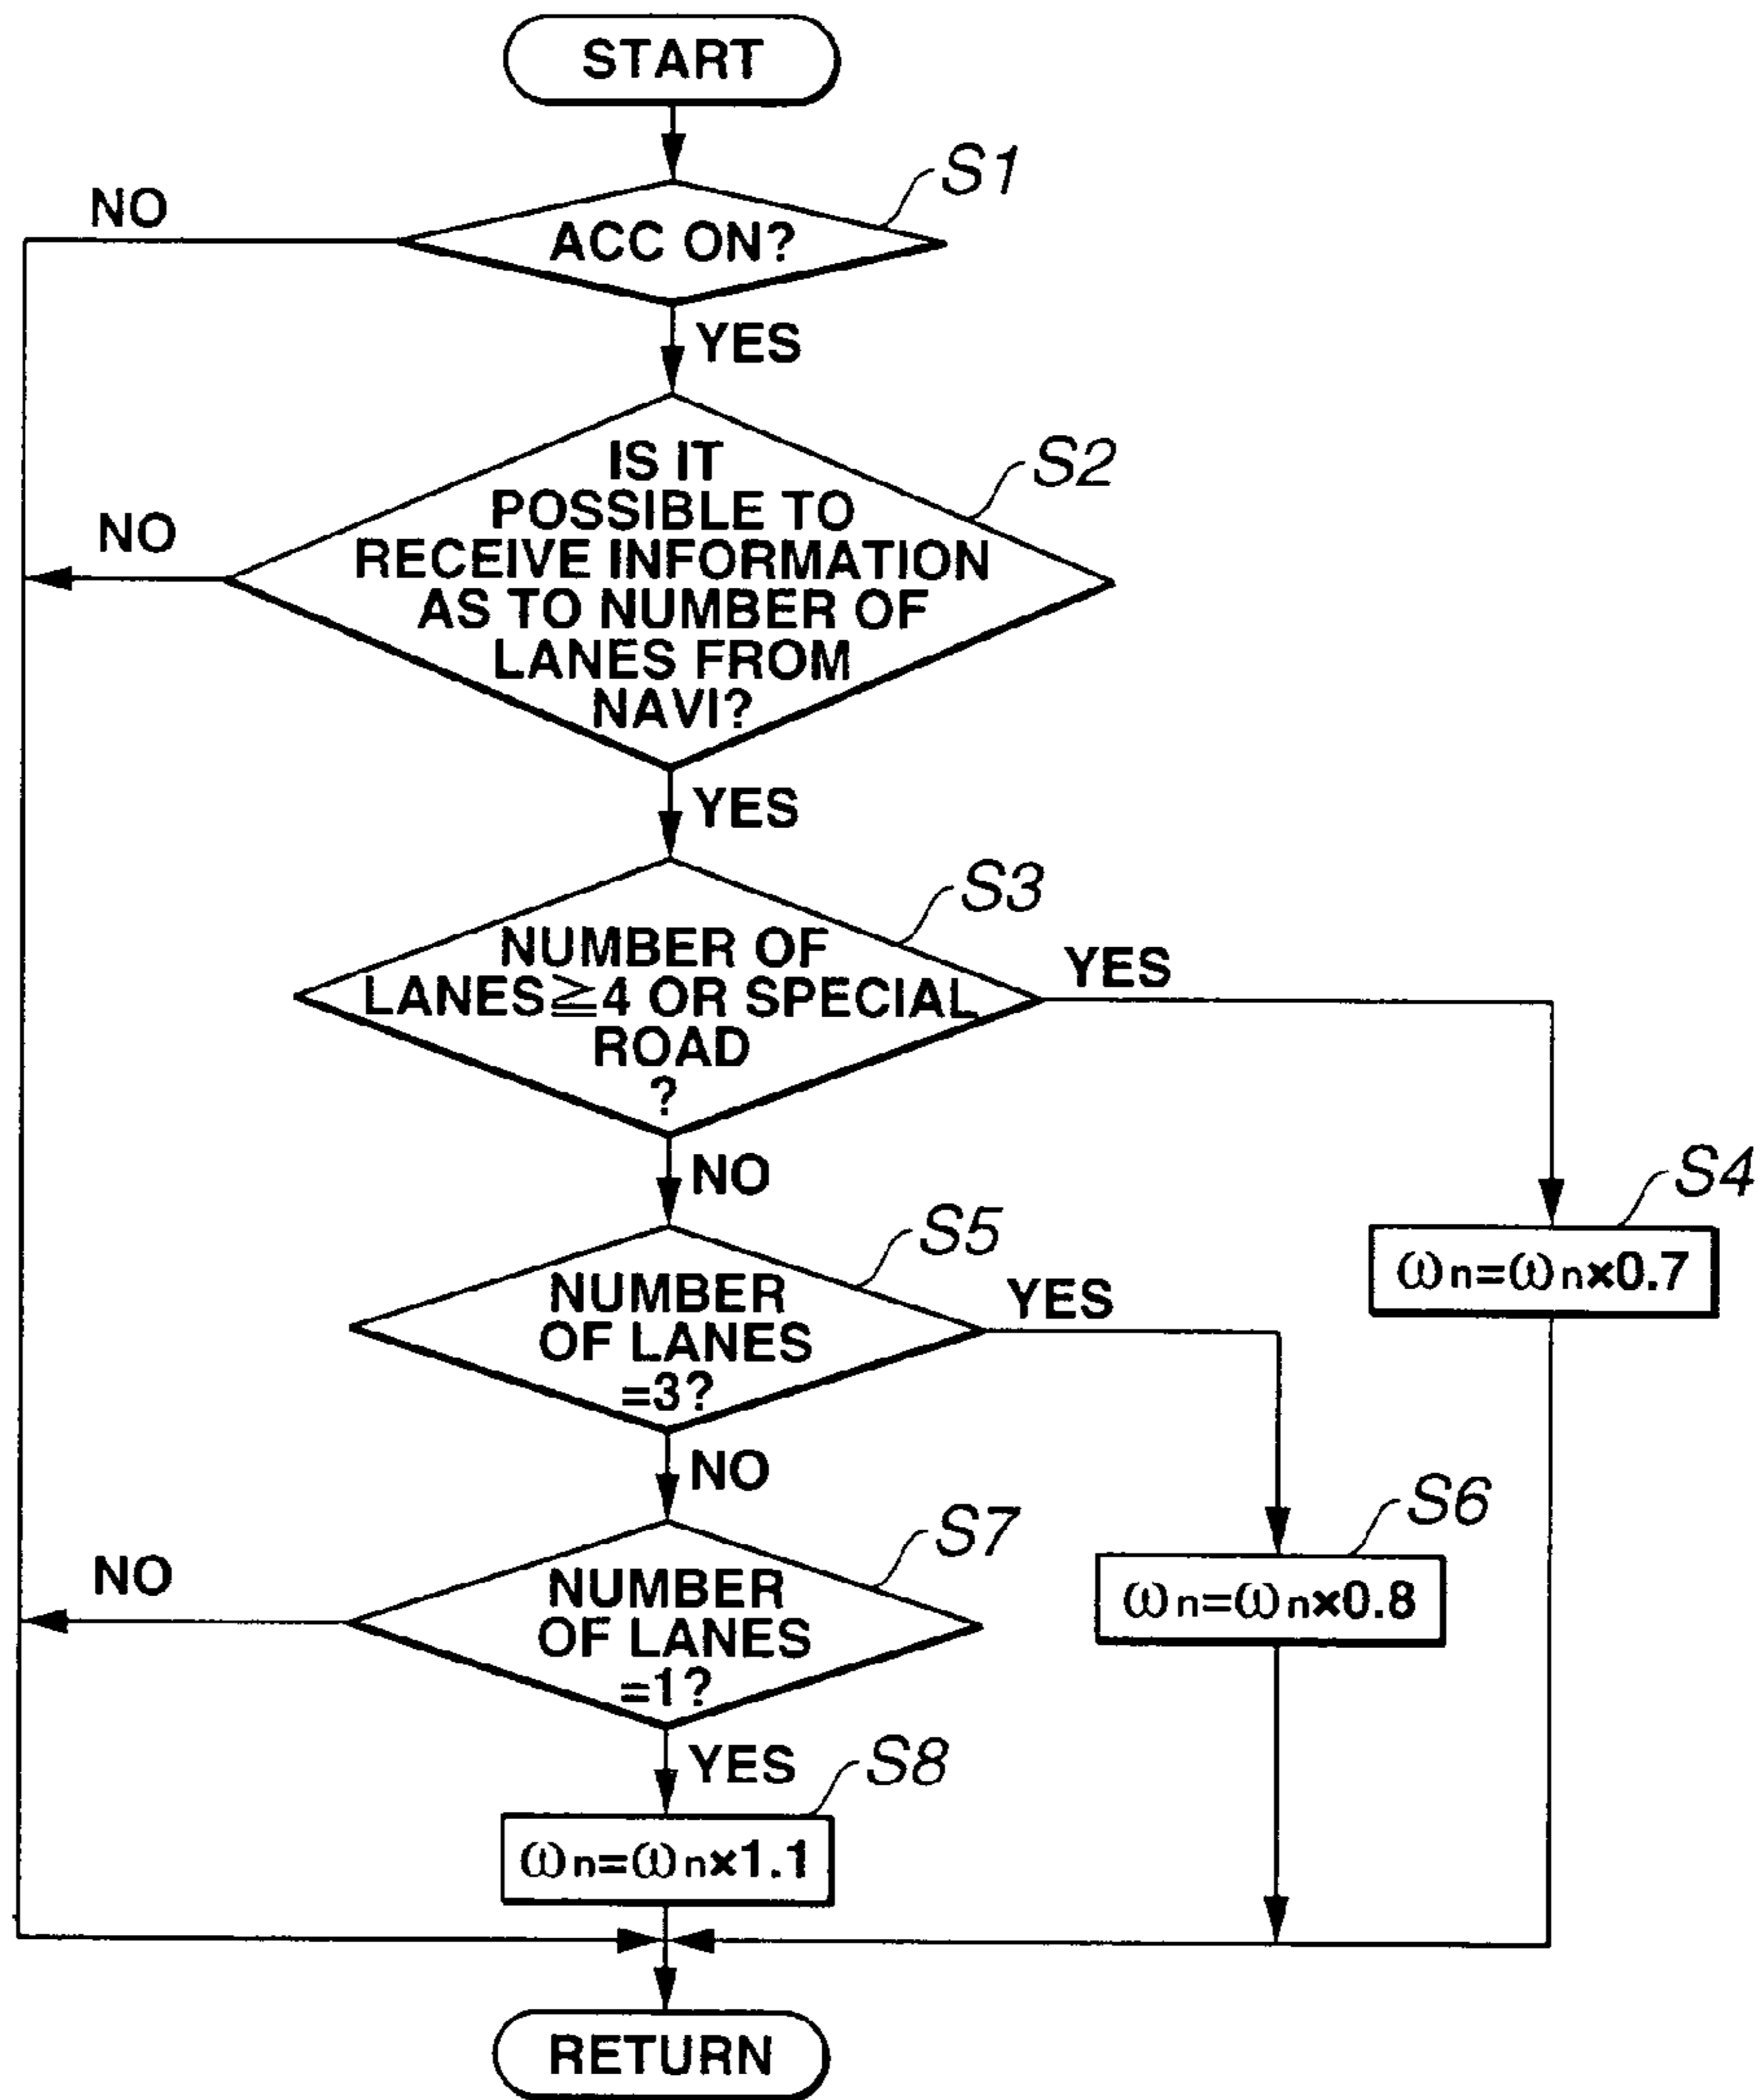 START
S1
NO
ACC ON?
YES
S2
IS IT
POSSIBLE TO
RECEIVE INFORMATION
AS TO NUMBER OF
LANES FROM
NAVI?
NO
YES
S3
NUMBER OF
LANES≧4 OR SPECIAL
ROAD
?
YES
NO
S4
ωn=ωn×0.7
S5
NUMBER
OF LANES
=3?
YES
NO
S6
ωn=ωn×0.8
S7
NUMBER
OF LANES
=1?
NO
YES
S8
ωn=ωn×1.1
RETURN